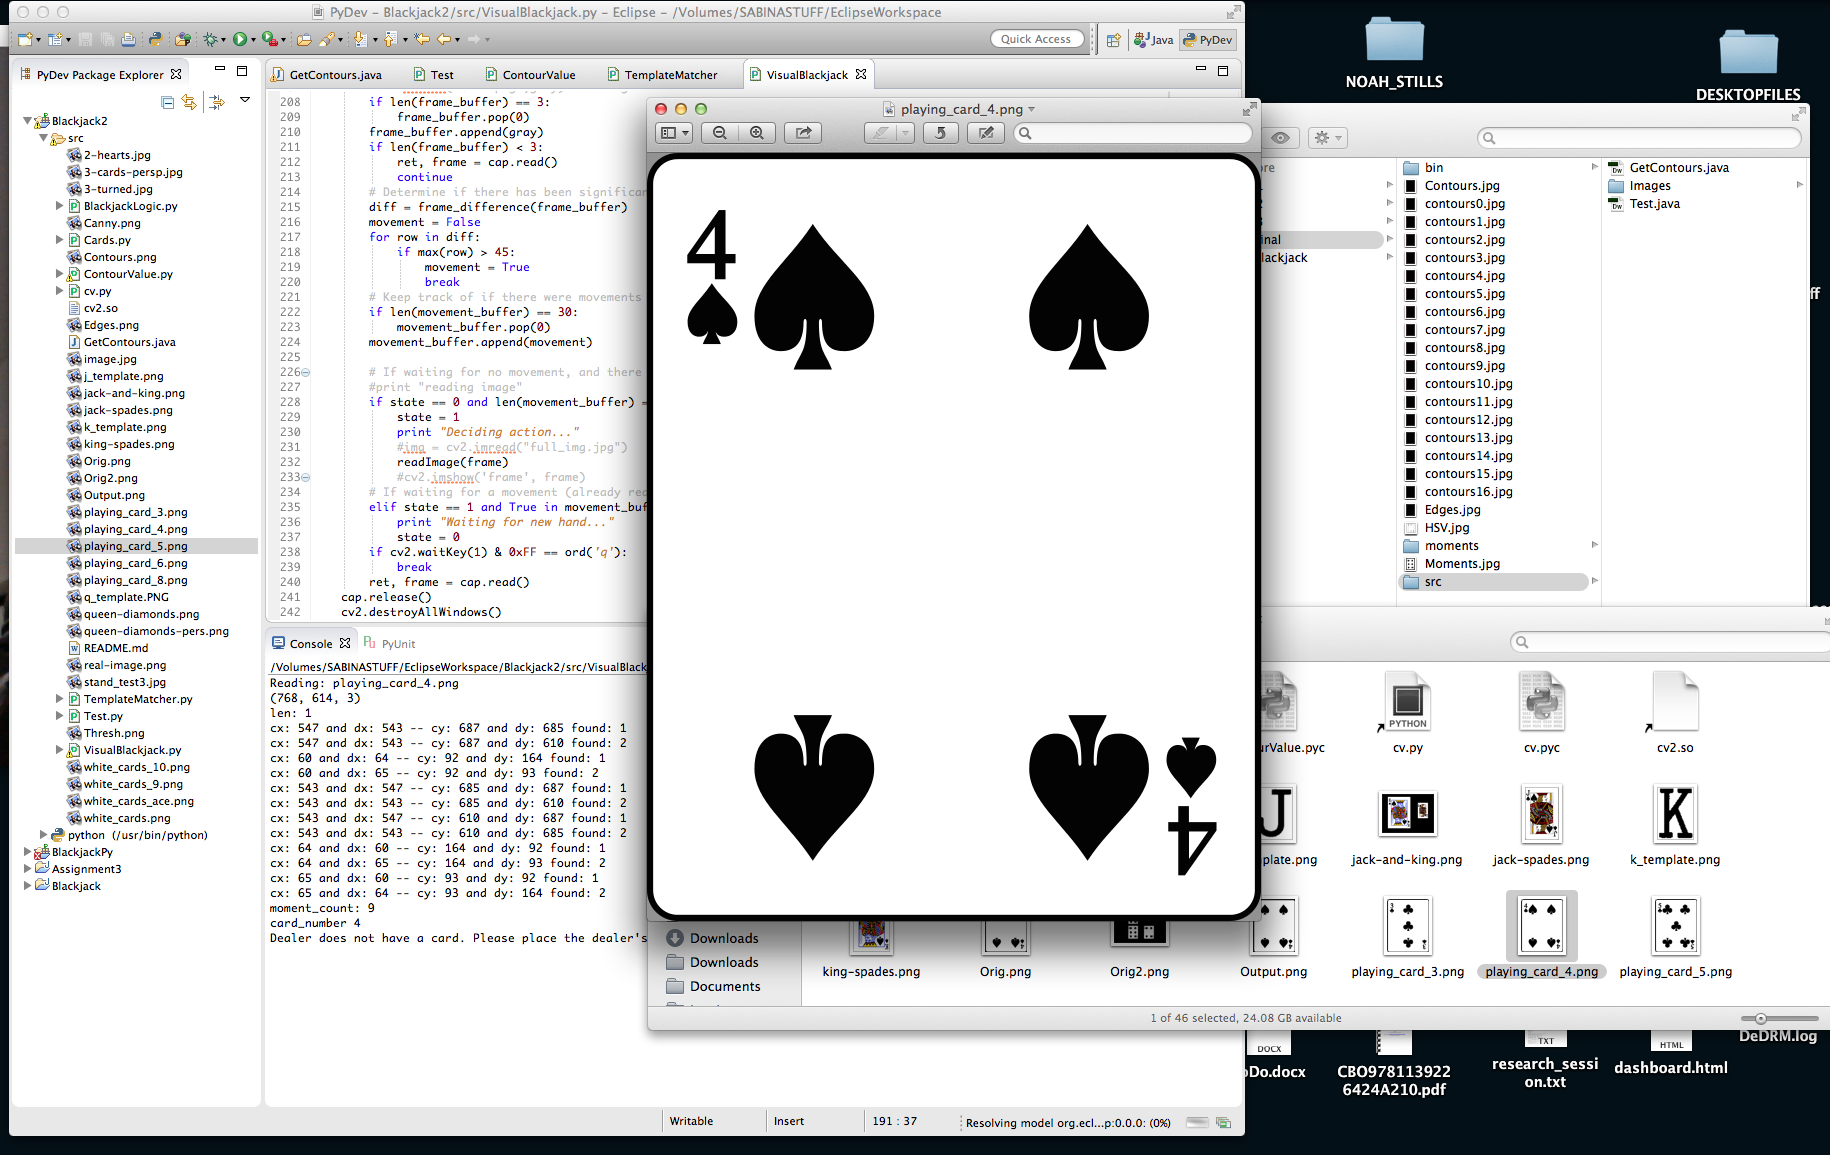 PyDev – Blackjack2/src/VisualBlackjack.py – Eclipse – /Volumes/SABINASTUFF/EclipseWorkspace
Quick Access
Java
PyDev
PyDev Package Explorer
Blackjack2
src
2-hearts.jpg
3-cards-persp.jpg
3-turned.jpg
BlackjackLogic.py
Canny.png
Cards.py
Contours.png
ContourValue.py
cv.py
cv2.so
Edges.png
GetContours.java
image.jpg
j_template.png
jack-and-king.png
jack-spades.png
k_template.png
king-spades.png
Orig.png
Orig2.png
Output.png
playing_card_3.png
playing_card_4.png
playing_card_5.png
playing_card_6.png
playing_card_8.png
q_template.PNG
queen-diamonds.png
queen-diamonds-pers.png
README.md
real-image.png
stand_test3.jpg
TemplateMatcher.py
Test.py
Thresh.png
VisualBlackjack.py
white_cards_10.png
white_cards_9.png
white_cards_ace.png
white_cards.png
python (/usr/bin/python)
BlackjackPy
Assignment3
Blackjack
GetContours.java
Test
ContourValue
TemplateMatcher
VisualBlackjack
208 if len(frame_buffer) == 3:
209 frame_buffer.pop(0)
210 frame_buffer.append(gray)
211 if len(frame_buffer) < 3:
212 ret, frame = cap.read()
213 continue
214 # Determine if there has been significan
215 diff = frame_difference(frame_buffer)
216 movement = False
217 for row in diff:
218 if max(row) > 45:
219 movement = True
220 break
221 # Keep track of if there were movements
222 if len(movement_buffer) == 30:
223 movement_buffer.pop(0)
224 movement_buffer.append(movement)
225
226 # If waiting for no movement, and there
227 #print "reading image"
228 if state == 0 and len(movement_buffer) =
229 state = 1
230 print "Deciding action..."
231 #img = cv2.imread("full_img.jpg")
232 readImage(frame)
233 #cv2.imshow('frame', frame)
234 # If waiting for a movement (already rea
235 elif state == 1 and True in movement_buf
236 print "Waiting for new hand..."
237 state = 0
238 if cv2.waitKey(1) & 0xFF == ord('q'):
239 break
240 ret, frame = cap.read()
241 cap.release()
242 cv2.destroyAllWindows()
Console
PyUnit
/Volumes/SABINASTUFF/EclipseWorkspace/Blackjack2/src/VisualBlack
Reading: playing_card_4.png
(768, 614, 3)
len: 1
cx: 547 and dx: 543 -- cy: 687 and dy: 685 found: 1
cx: 547 and dx: 543 -- cy: 687 and dy: 610 found: 2
cx: 60 and dx: 64 -- cy: 92 and dy: 164 found: 1
cx: 60 and dx: 65 -- cy: 92 and dy: 93 found: 2
cx: 543 and dx: 547 -- cy: 685 and dy: 687 found: 1
cx: 543 and dx: 543 -- cy: 685 and dy: 610 found: 2
cx: 543 and dx: 547 -- cy: 610 and dy: 687 found: 1
cx: 543 and dx: 543 -- cy: 610 and dy: 685 found: 2
cx: 64 and dx: 60 -- cy: 164 and dy: 92 found: 1
cx: 64 and dx: 65 -- cy: 164 and dy: 93 found: 2
cx: 65 and dx: 60 -- cy: 93 and dy: 92 found: 1
cx: 65 and dx: 64 -- cy: 93 and dy: 164 found: 2
moment_count: 9
card_number 4
Dealer does not have a card. Please place the dealer's
Writable
Insert
191 : 37
Resolving model org.ecl...p:0.0.0: (0%)
playing_card_4.png
4
4
NOAH_STILLS
DESKTOPFILES
ore
inal
lackjack
bin
Contours.jpg
contours0.jpg
contours1.jpg
contours2.jpg
contours3.jpg
contours4.jpg
contours5.jpg
contours6.jpg
contours7.jpg
contours8.jpg
contours9.jpg
contours10.jpg
contours11.jpg
contours12.jpg
contours13.jpg
contours14.jpg
contours15.jpg
contours16.jpg
Edges.jpg
HSV.jpg
moments
Moments.jpg
src
GetContours.java
Images
Test.java
ff
PYTHON
urValue.pyc
cv.py
cv.pyc
cv2.so
J
K
plate.png
jack-and-king.png
jack-spades.png
k_template.png
Downloads
Downloads
Documents
king-spades.png
Orig.png
Orig2.png
Output.png
playing_card_3.png
playing_card_4.png
playing_card_5.png
1 of 46 selected, 24.08 GB available
DeDRM.log
DOCX
TXT
HTML
oDo.docx
CBO978113922
6424A210.pdf
research_sessi
on.txt
dashboard.html